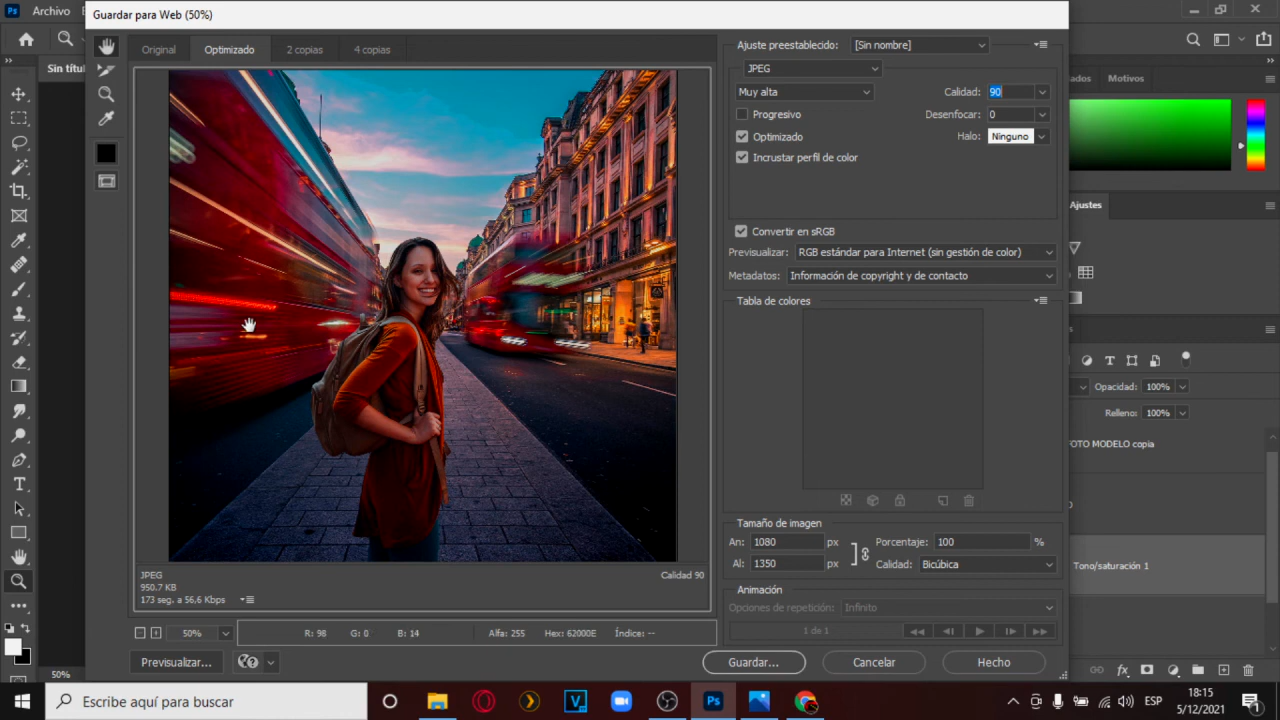 Ps Archivo
Guardar para Web (50%)
Sin títul
Original Optimizado 2 copias 4 copias
Ajuste preestablecido: [Sin nombre]
JPEG
Muy alta Calidad: 90
Progresivo Desenfocar: 0
Optimizado Halo: Ninguno
Incrustar perfil de color
Convertir en sRGB
Previsualizar: RGB estándar para Internet (sin gestión de color)
Metadatos: Información de copyright y de contacto
Tabla de colores
Tamaño de imagen
An: 1080 px Porcentaje: 100 %
Al: 1350 px Calidad: Bicúbica
Animación
Opciones de repetición: Infinito
1 de 1
JPEG Calidad 90
950.7 KB
173 seg. a 56,6 Kbps
50% R: 98 G: 0 B: 14 Alfa: 255 Hex: 62000E Índice: --
Previsualizar... Guardar... Cancelar Hecho
ados Motivos
Ajustes
Opacidad: 100%
Relleno: 100%
FOTO MODELO copia
Tono/saturación 1
fx
50%
Escribe aquí para buscar
Ps
ESP
18:15
5/12/2021
1